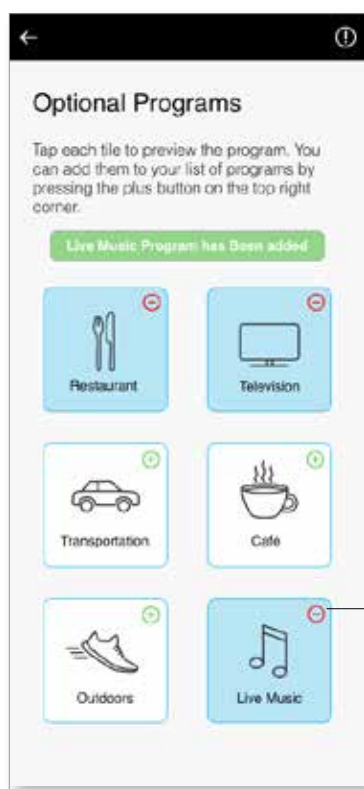 Optional Programs
Tap each tile to preview the program. You
can add them to your list of programs by
pressing the plus button on the top right
corner.
Live Music Program has Been added
Restaurant
Television
Transportation
Café
Outdoors
Live Music